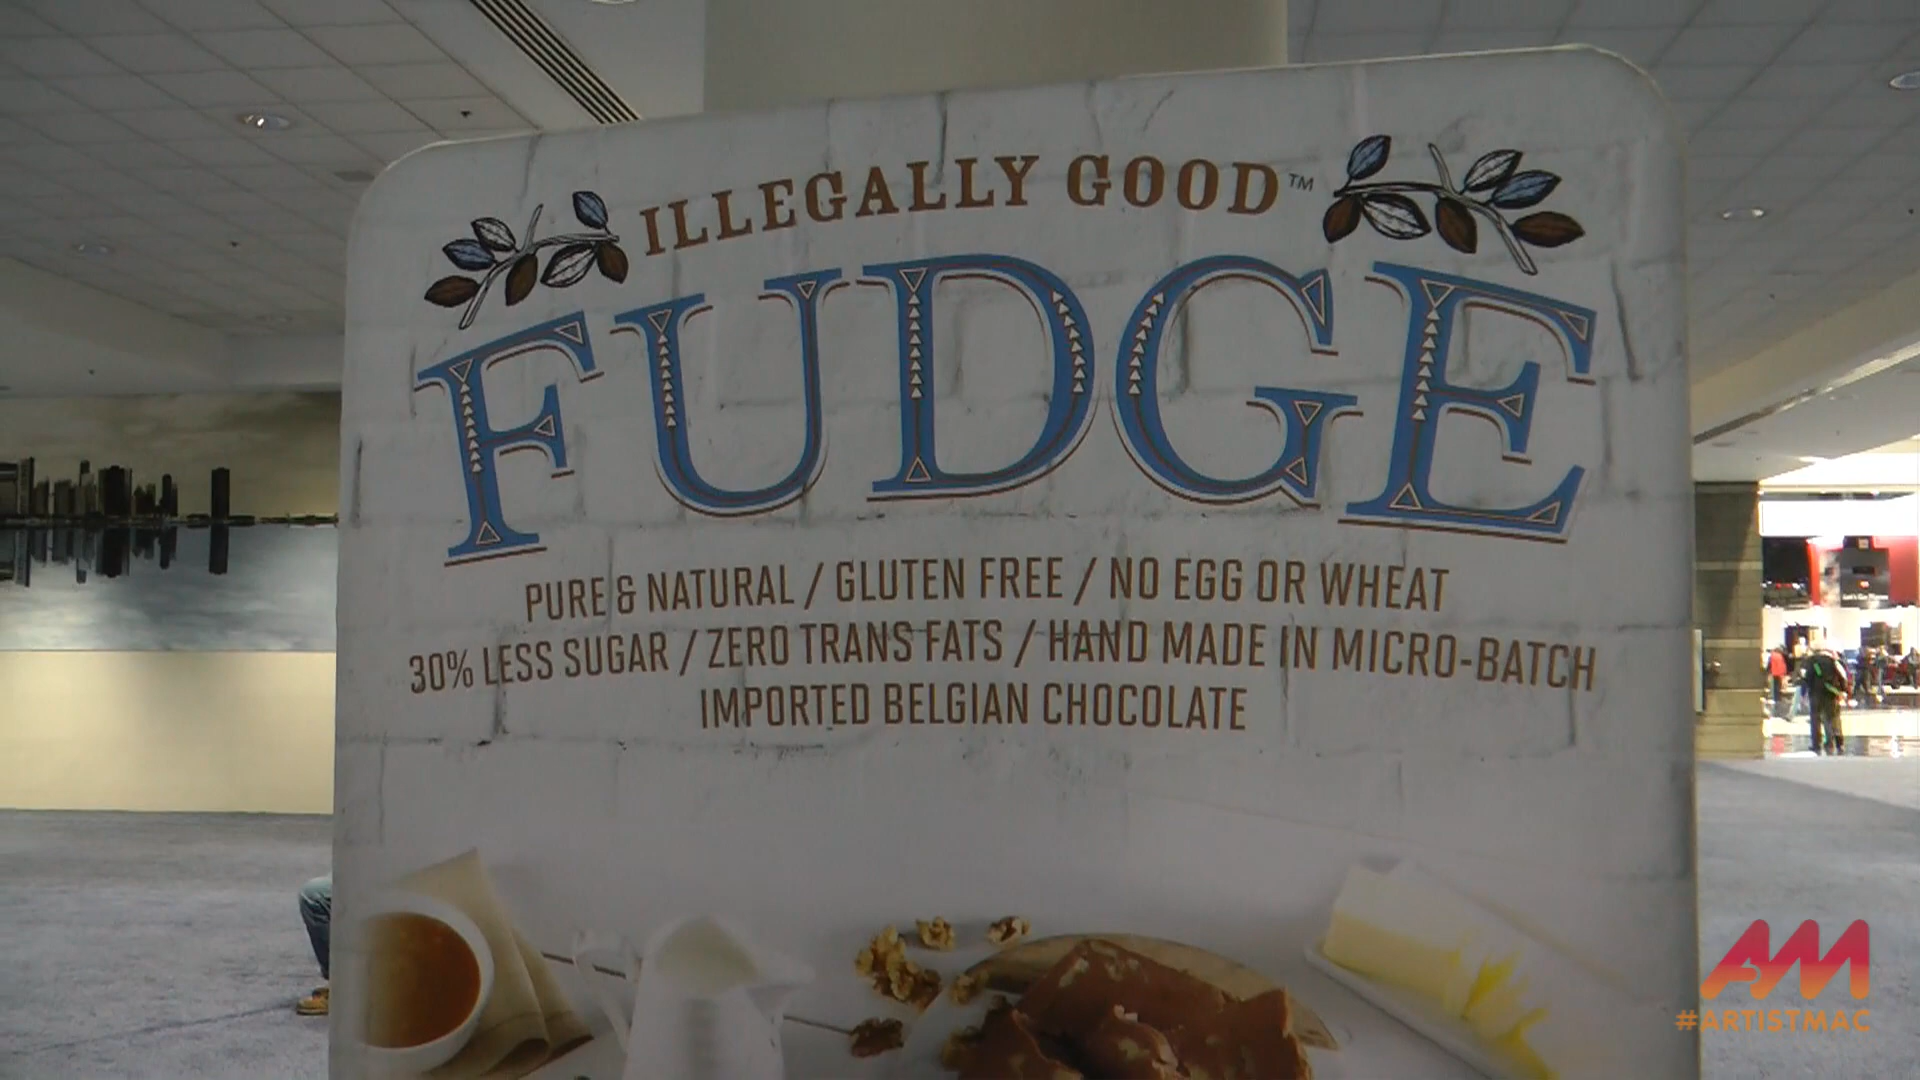 ILLEGALLY GOOD™
FUDGE
PURE & NATURAL / GLUTEN FREE / NO EGG OR WHEAT
30% LESS SUGAR / ZERO TRANS FATS / HAND MADE IN MICRO-BATCH
IMPORTED BELGIAN CHOCOLATE
AM
#ARTISTMAC